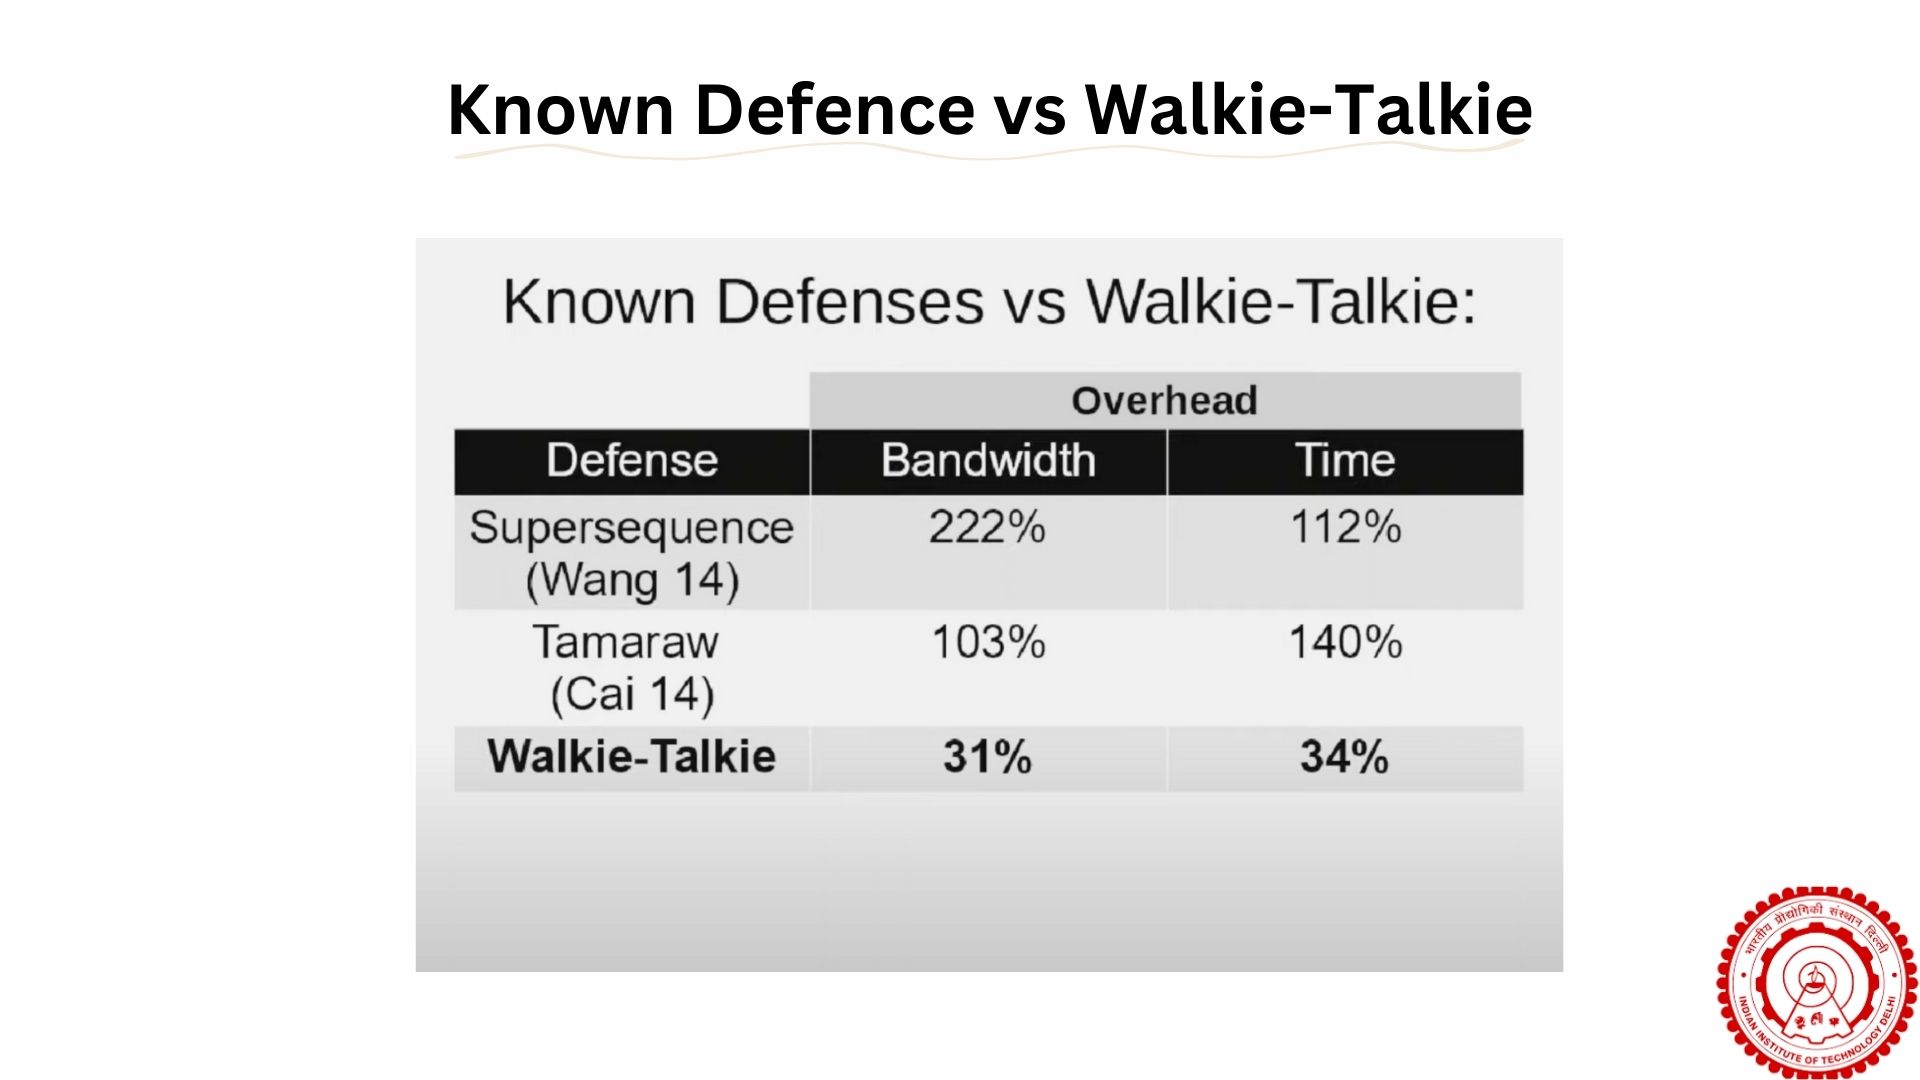 Known Defence vs Walkie-Talkie
Known Defenses vs Walkie-Talkie:
Overhead
Defense Bandwidth Time
Supersequence 222% 112%
(Wang 14)
Tamaraw 103% 140%
(Cai 14)
Walkie-Talkie 31% 34%
भारतीय प्रौद्योगिकी संस्थान दिल्ली
INDIAN INSTITUTE OF TECHNOLOGY DELHI